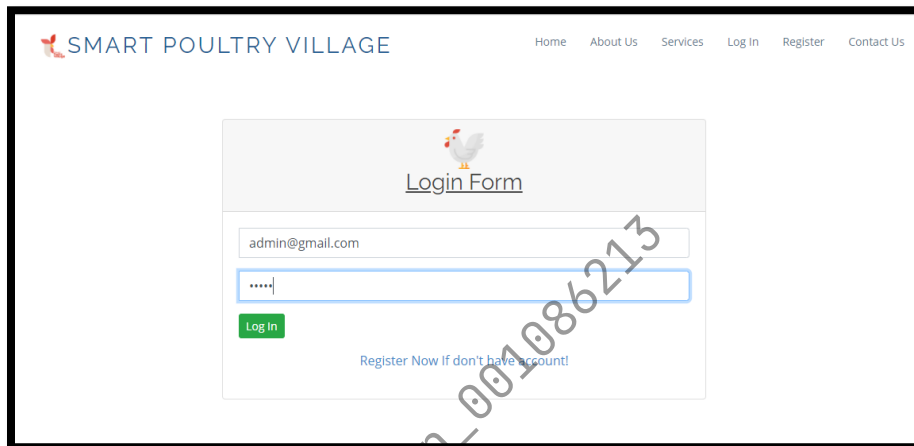 SMART POULTRY VILLAGE
Home About Us Services Log In Register Contact Us
Login Form
admin@gmail.com
•••••
Log In
Register Now If don't have account!
_001086213